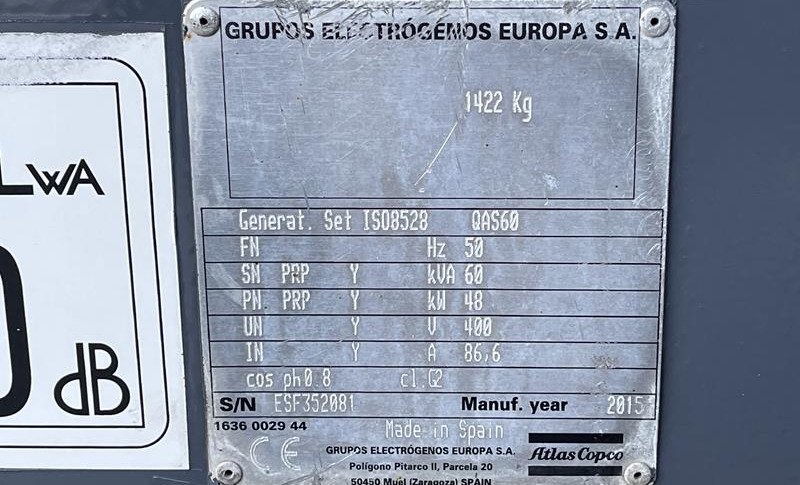 LWA
dB
GRUPOS ELECTRÓGENOS EUROPA S.A.
1422 Kg
Generat. Set ISO8528 QAS60
FN Hz 50
SN PRP Y kVA 60
PN. PRP Y kW 48
UN Y V 400
IN Y A 86,6
cos ph0.8 cl.G2
S/N ESF352081 Manuf. year 2015
1636 0029 44 Made in Spain
CE
GRUPOS ELECTRÓGENOS EUROPA S.A.
Polígono Pitarco II, Parcela 20
50450 Muel (Zaragoza) SPAIN
Atlas Copco